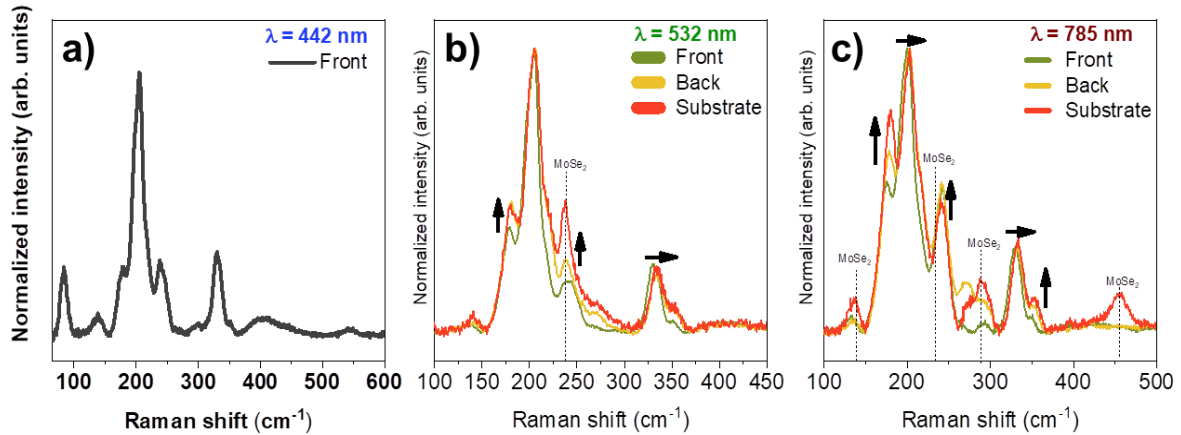 a)
λ = 442 nm
Front
Normalized intensity (arb. units)
100 200 300 400 500 600
Raman shift (cm⁻¹)
b)
λ = 532 nm
Front
Back
Substrate
MoSe₂
Normalized intensity (arb. units)
100 150 200 250 300 350 400 450
Raman shift (cm⁻¹)
c)
λ = 785 nm
Front
Back
Substrate
MoSe₂
MoSe₂
MoSe₂
MoSe₂
Normalized intensity (arb. units)
100 200 300 400 500
Raman shift (cm⁻¹)